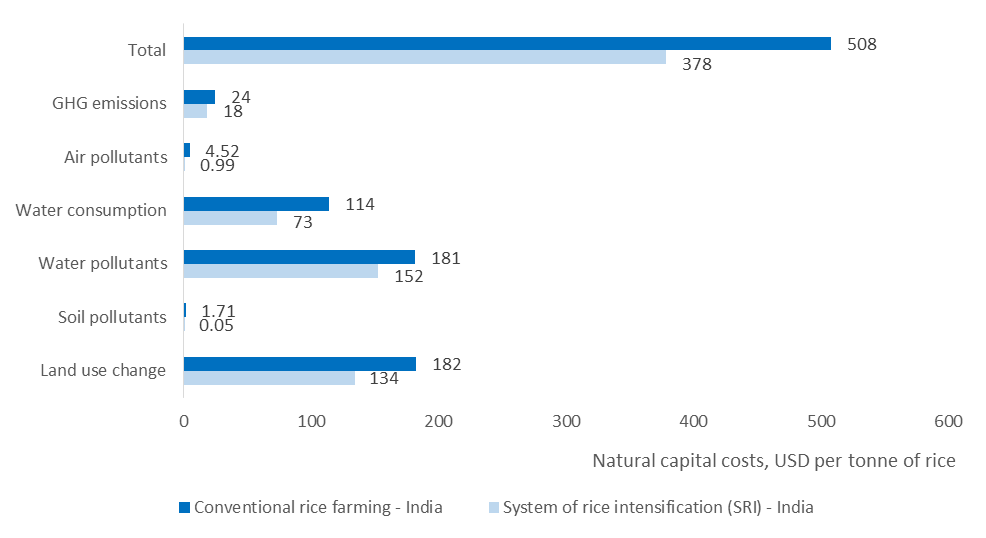 Total
508
378
GHG emissions
24
18
Air pollutants
4.52
0.99
Water consumption
114
73
Water pollutants
181
152
Soil pollutants
1.71
0.05
Land use change
182
134
0 100 200 300 400 500 600
Natural capital costs, USD per tonne of rice
Conventional rice farming - India System of rice intensification (SRI) - India